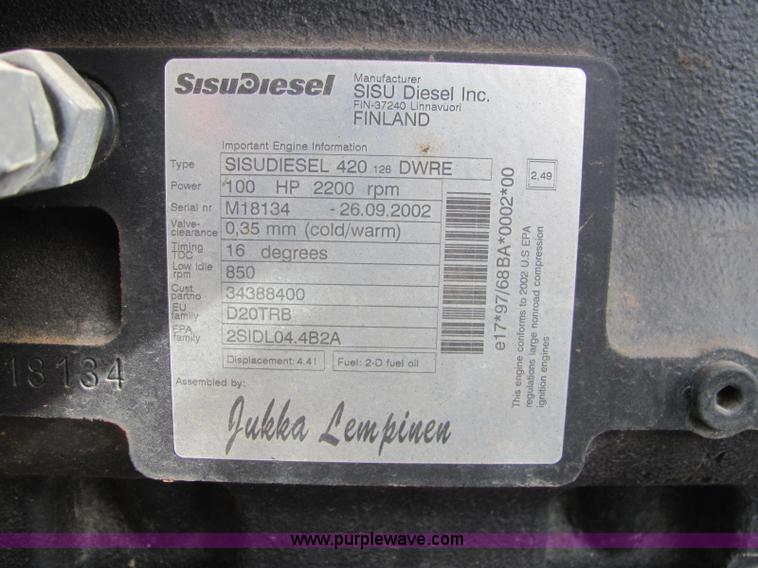 SISUDIESEL
Manufacturer
SISU Diesel Inc.
FIN-37240 Linnavuori
FINLAND
Important Engine Information
Type SISUDIESEL 420 126 DWRE
Power 100 HP 2200 rpm
Serial nr M18134 - 26.09.2002
Valve-clearance 0,35 mm (cold/warm)
Timing TDC 16 degrees
Low idle rpm 850
Cust partno 34388400
EU family D20TRB
EPA family 2SIDL04.4B2A
Displacement: 4.4 l Fuel: 2-D fuel oil
Assembled by:
Jukka Lempinen
e17*97/68BA*0002*00
2,49
This engine conforms to 2002 U.S EPA
regulations large nonroad compression
ignition engines
18134
www.purplewave.com